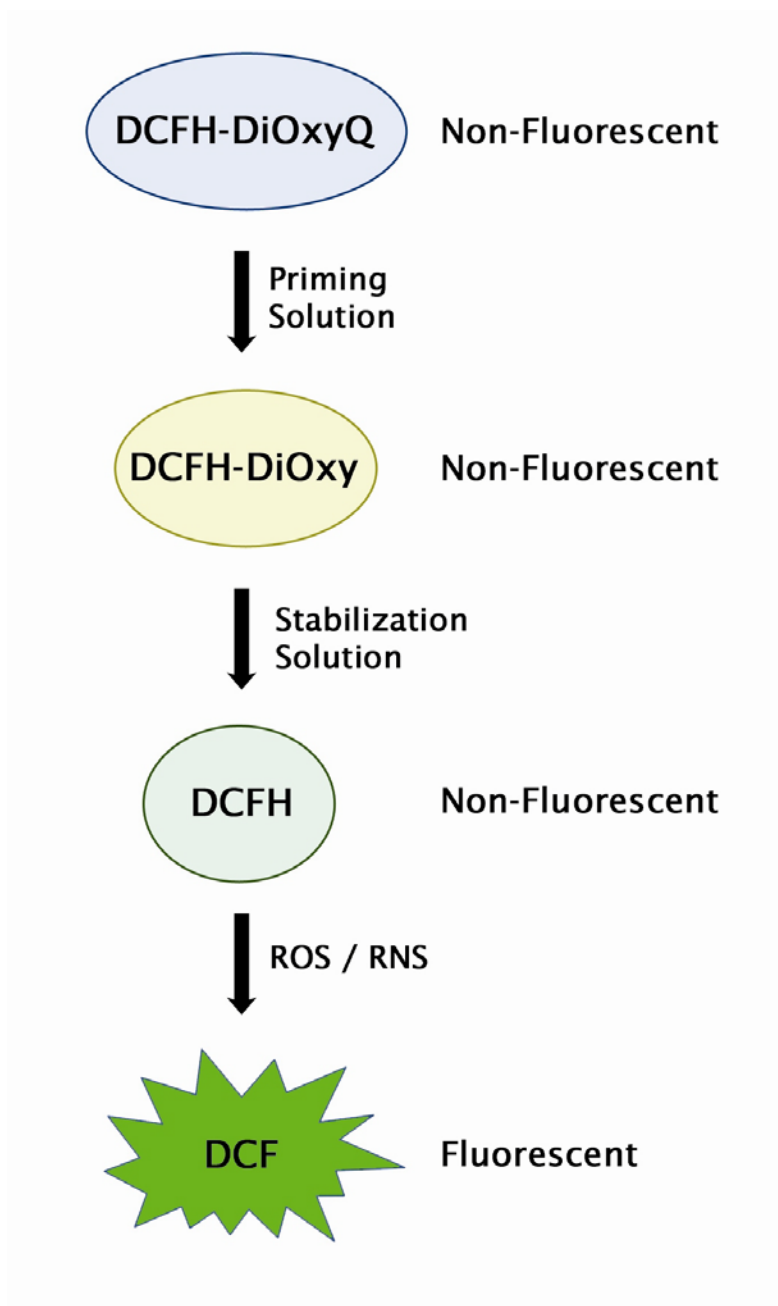 DCFH-DiOxyQ Non-Fluorescent
Priming
Solution
DCFH-DiOxy Non-Fluorescent
Stabilization
Solution
DCFH Non-Fluorescent
ROS / RNS
DCF Fluorescent